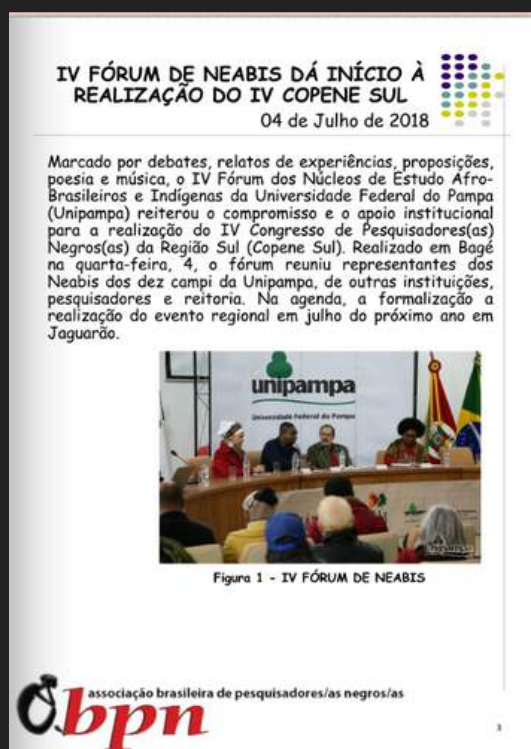 IV FÓRUM DE NEABIS DÁ INÍCIO À
REALIZAÇÃO DO IV COPENE SUL
04 de Julho de 2018
Marcado por debates, relatos de experiências, proposições,
poesia e música, o IV Fórum dos Núcleos de Estudo Afro-
Brasileiros e Indígenas da Universidade Federal do Pampa
(Unipampa) reiterou o compromisso e o apoio institucional
para a realização do IV Congresso de Pesquisadores(as)
Negros(as) da Região Sul (Copene Sul). Realizado em Bagé
na quarta-feira, 4, o fórum reuniu representantes dos
Neabis dos dez campi da Unipampa, de outras instituições,
pesquisadores e reitoria. Na agenda, a formalização a
realização do evento regional em julho do próximo ano em
Jaguarão.
unipampa
Universidade Federal do Pampa
unipampa
Figura 1 - IV FÓRUM DE NEABIS
associação brasileira de pesquisadores/as negros/as
bpn
3